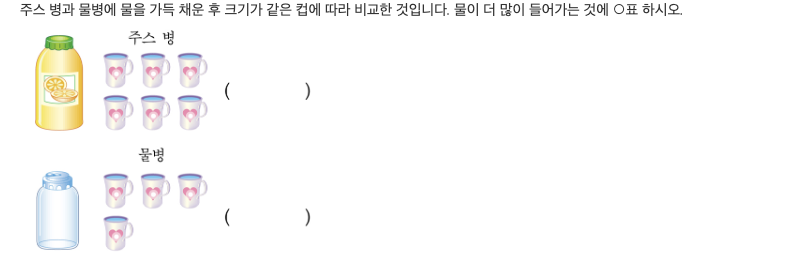 주스 병과 물병에 물을 가득 채운 후 크기가 같은 컵에 따라 비교한 것입니다. 물이 더 많이 들어가는 것에 ○표 하시오.
주스 병
( )
물병
( )